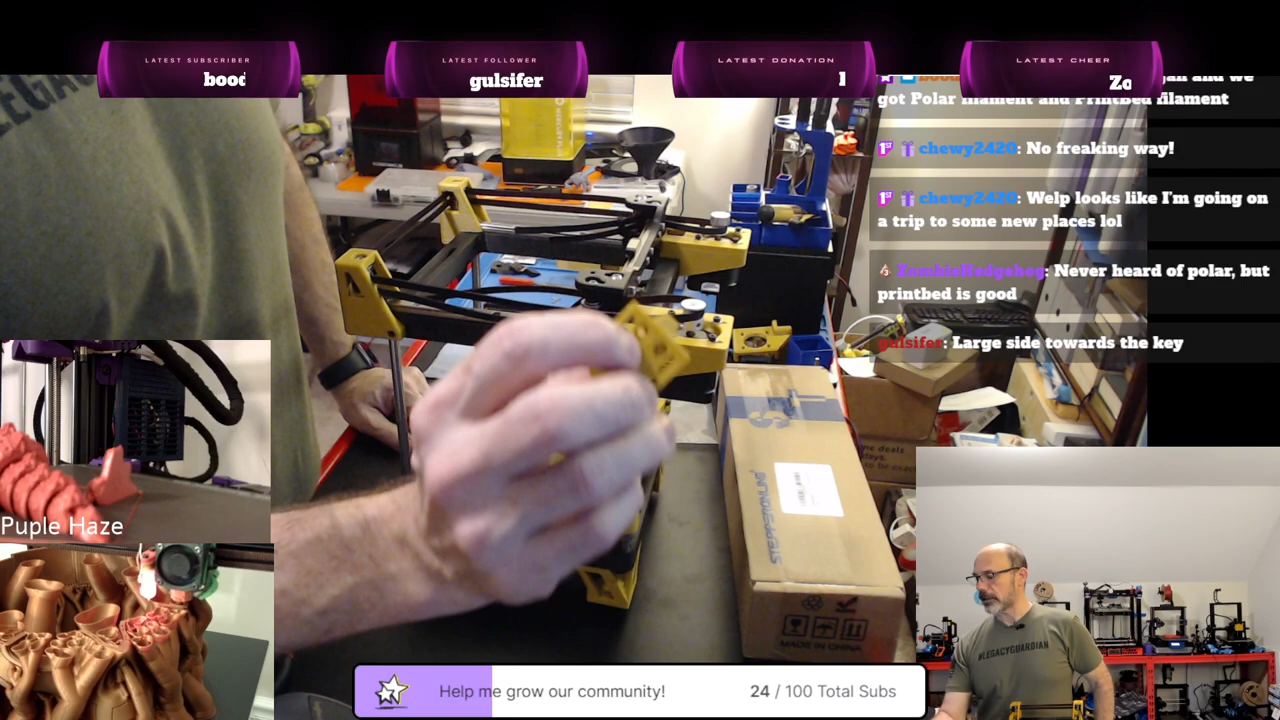 LATEST SUBSCRIBER
LATEST FOLLOWER
gulsifer
LATEST DONATION
LATEST CHEER
got Polar filament and PrintBed filament
chewy2420: No freaking way!
chewy2420: Welp looks like I'm going on
a trip to some new places lol
ZombieHedgehog: Never heard of polar, but
printbed is good
gulsifer: Large side towards the key
STEPPERONLINE
MADE IN CHINA
Puple Haze
#LEGACYGUARDIAN
Help me grow our community!
24 / 100 Total Subs